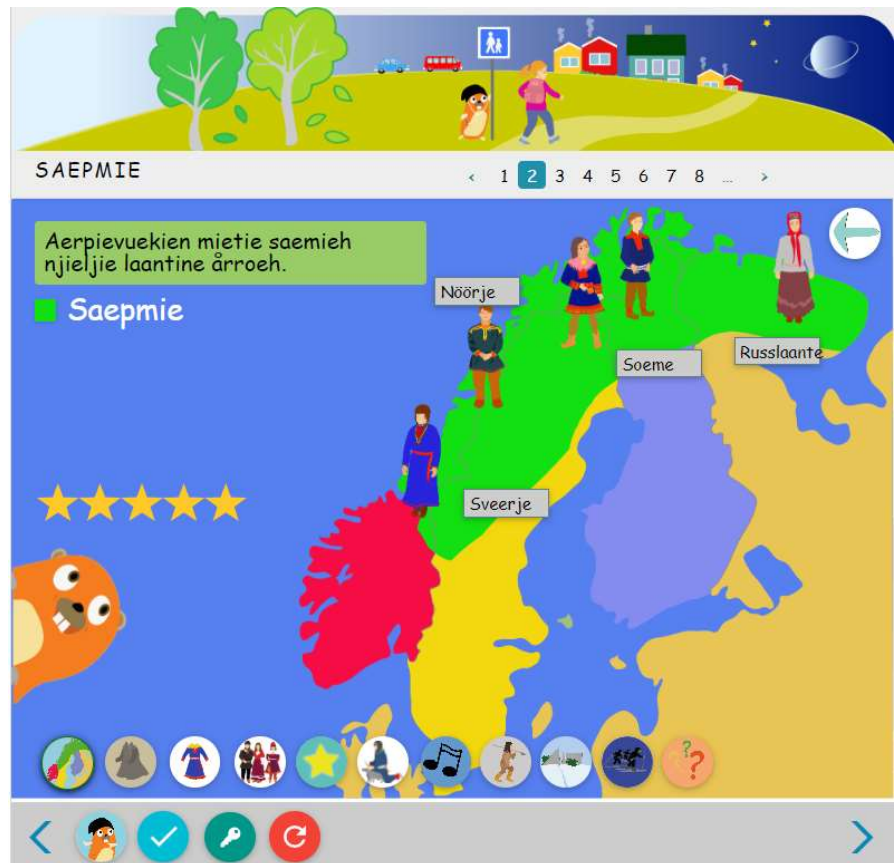 SAEPMIE
‹ 1 2 3 4 5 6 7 8 … ›
Aerpievuekien mietie saemieh
njieljie laantine årroeh.
Saepmie
Nöörje
Russlaante
Soeme
Sveerje